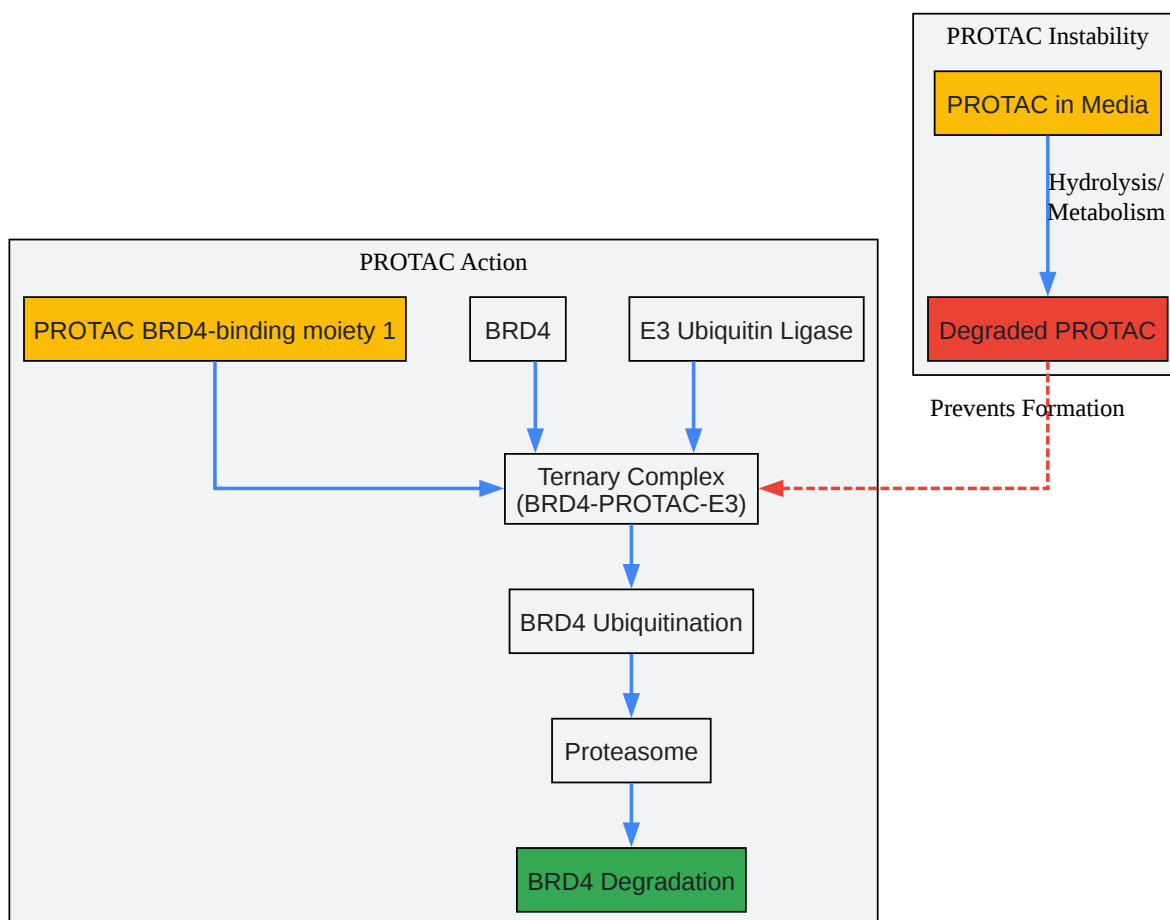 PROTAC Instability
PROTAC in Media
Hydrolysis/
Metabolism
PROTAC Action
PROTAC BRD4-binding moiety 1
BRD4
E3 Ubiquitin Ligase
Degraded PROTAC
Prevents Formation
Ternary Complex
(BRD4-PROTAC-E3)
BRD4 Ubiquitination
Proteasome
BRD4 Degradation